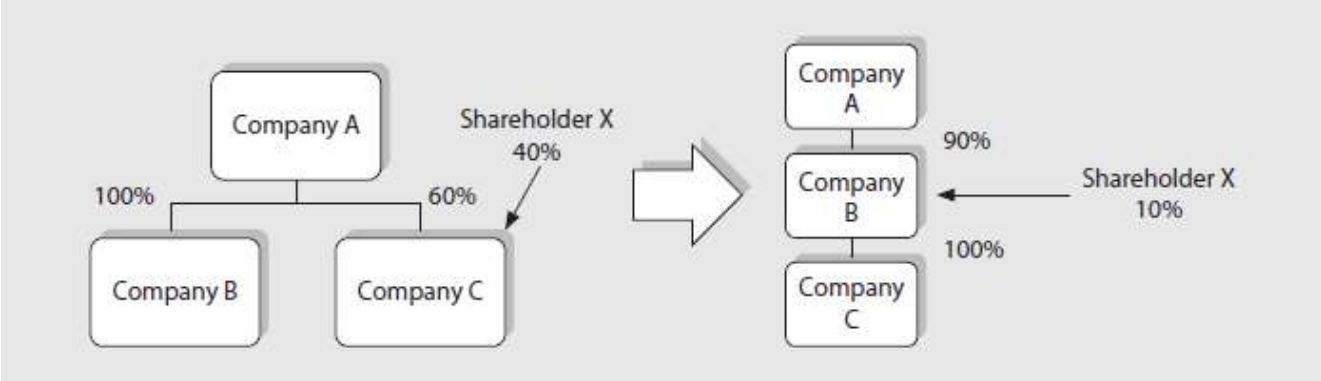 Company A
Shareholder X
40%
100%
60%
Company B
Company C
Company
A
90%
Company
B
Shareholder X
10%
100%
Company
C